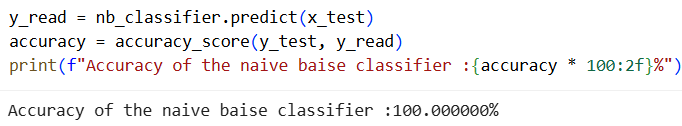 y_read = nb_classifier.predict(x_test)
accuracy = accuracy_score(y_test, y_read)
print(f"Accuracy of the naive baise classifier :{accuracy * 100:2f}%")
Accuracy of the naive baise classifier :100.000000%